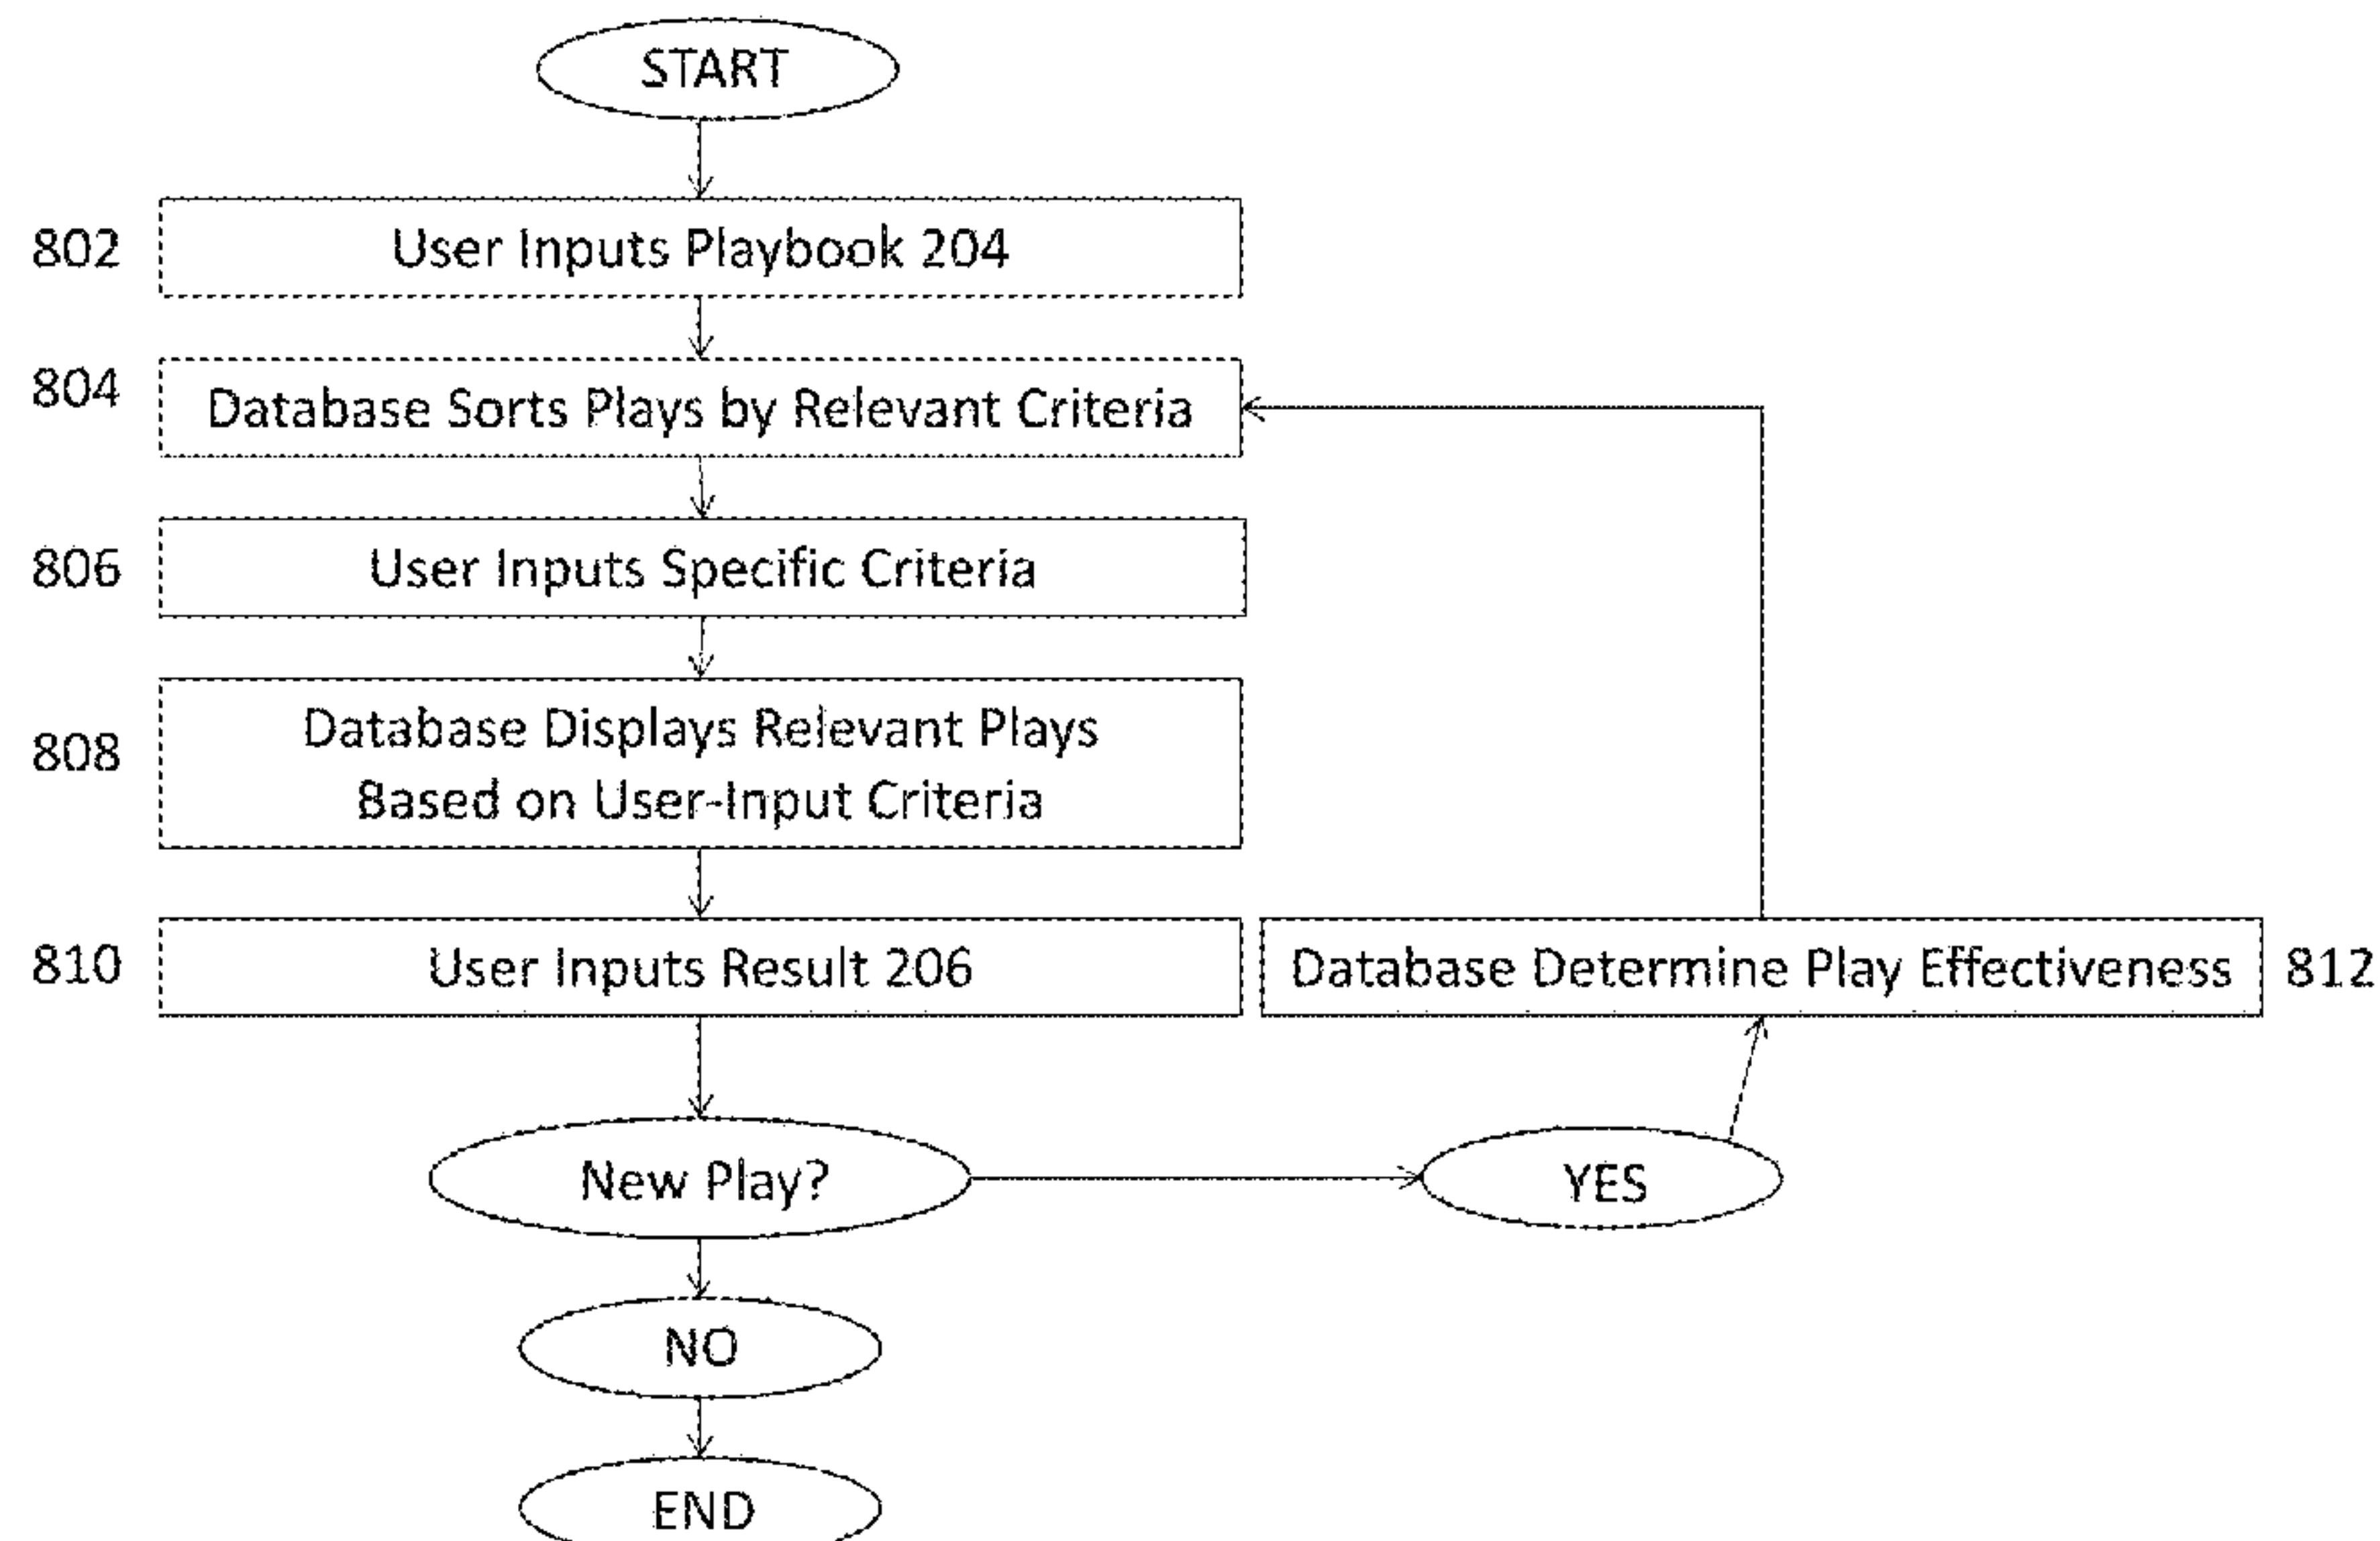 START
802
User Inputs Playbook 204
804
Database Sorts Plays by Relevant Criteria
806
User Inputs Specific Criteria
808
Database Displays Relevant Plays
Based on User-Input Criteria
810
User Inputs Result 206
Database Determine Play Effectiveness
812
New Play?
YES
NO
END